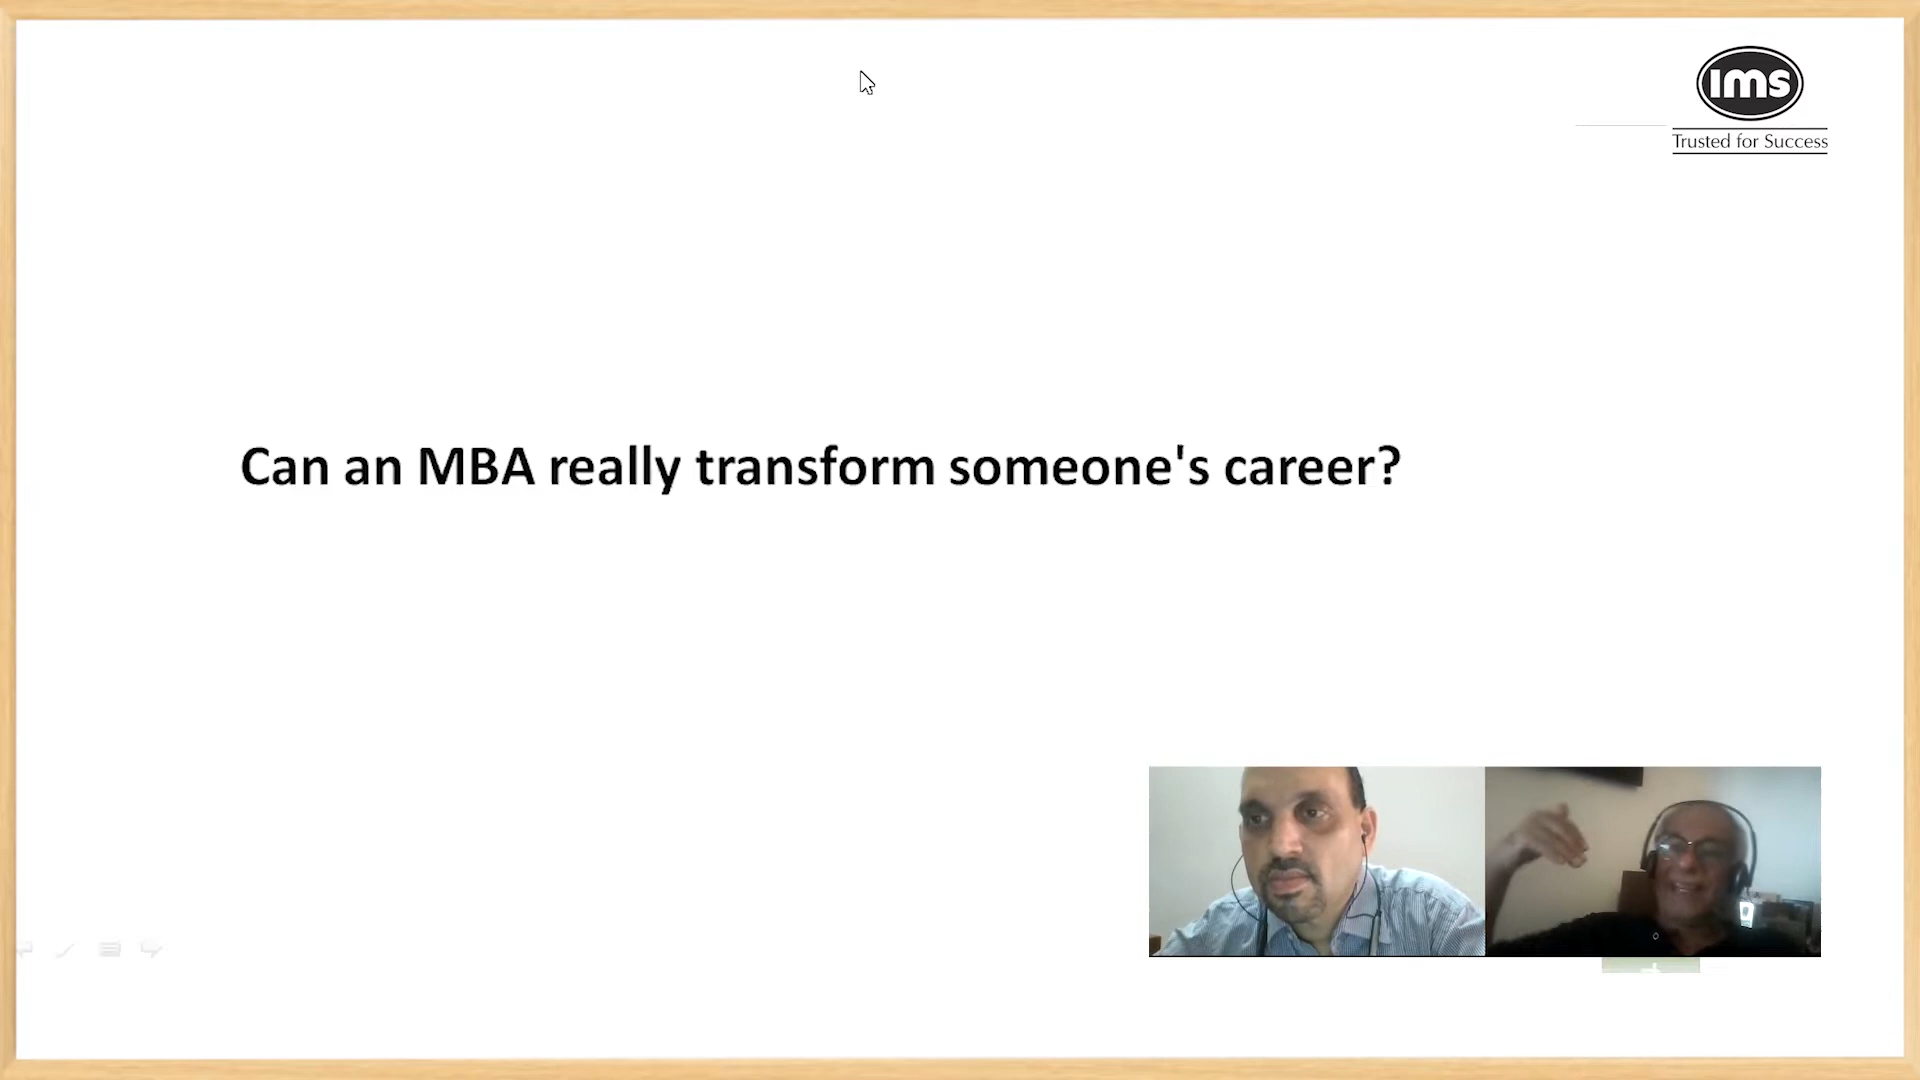 ims
Trusted for Success
Can an MBA really transform someone's career?